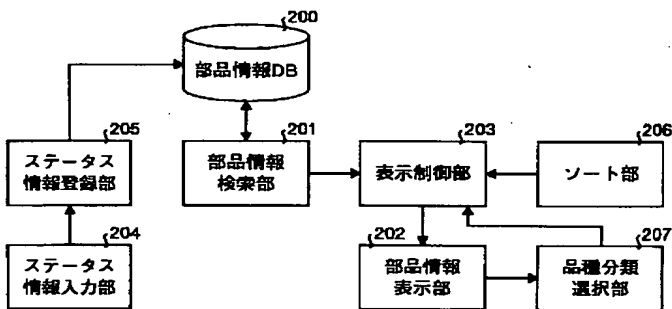 200
部品情報DB
205
ステータス
情報登録部
201
部品情報
検索部
203
表示制御部
206
ソート部
204
ステータス
情報入力部
202
部品情報
表示部
207
品種分類
選択部